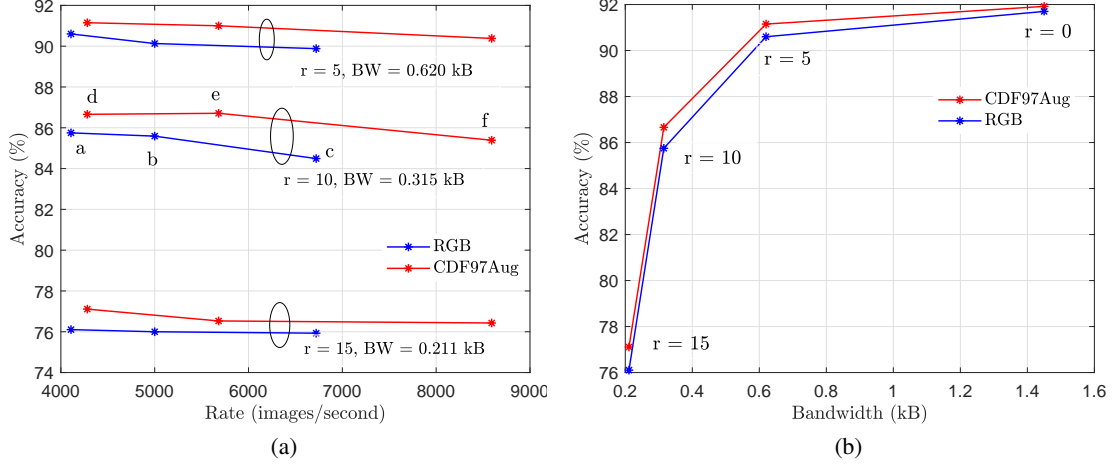 92
90
88
86
84
82
80
78
76
74
Accuracy (%)
r = 5, BW = 0.620 kB
d
e
f
a
b
c
r = 10, BW = 0.315 kB
RGB
CDF97Aug
r = 15, BW = 0.211 kB
4000 5000 6000 7000 8000 9000
Rate (images/second)
(a)
92
90
88
86
84
82
80
78
76
Accuracy (%)
r = 0
r = 5
CDF97Aug
RGB
r = 10
r = 15
0.2 0.4 0.6 0.8 1.0 1.2 1.4 1.6
Bandwidth (kB)
(b)